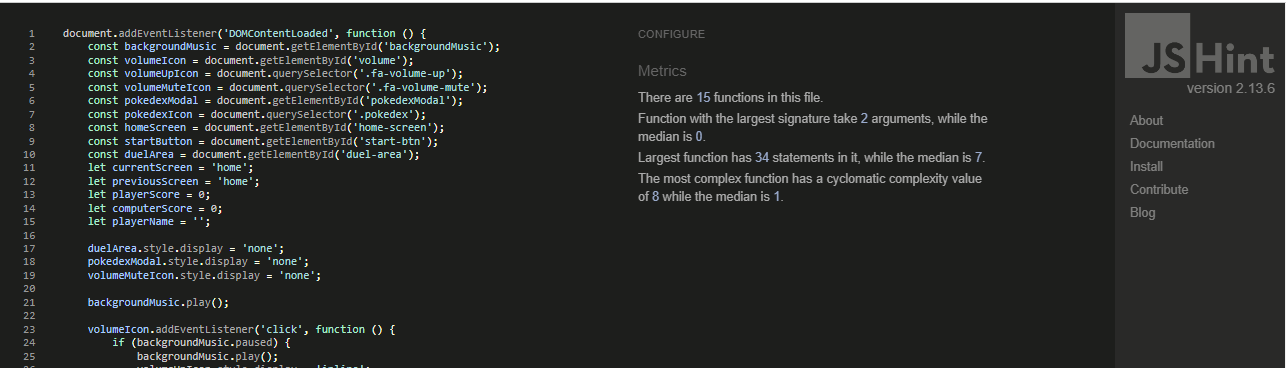 1 document.addEventListener('DOMContentLoaded', function () {
2 const backgroundMusic = document.getElementById('backgroundMusic');
3 const volumeIcon = document.getElementById('volume');
4 const volumeUpIcon = document.querySelector('.fa-volume-up');
5 const volumeMuteIcon = document.querySelector('.fa-volume-mute');
6 const pokedexModal = document.getElementById('pokedexModal');
7 const pokedexIcon = document.querySelector('.pokedex');
8 const homeScreen = document.getElementById('home-screen');
9 const startButton = document.getElementById('start-btn');
10 const duelArea = document.getElementById('duel-area');
11 let currentScreen = 'home';
12 let previousScreen = 'home';
13 let playerScore = 0;
14 let computerScore = 0;
15 let playerName = '';
16
17 duelArea.style.display = 'none';
18 pokedexModal.style.display = 'none';
19 volumeMuteIcon.style.display = 'none';
20
21 backgroundMusic.play();
22
23 volumeIcon.addEventListener('click', function () {
24 if (backgroundMusic.paused) {
25 backgroundMusic.play();
CONFIGURE
Metrics
There are 15 functions in this file.
Function with the largest signature take 2 arguments, while the
median is 0.
Largest function has 34 statements in it, while the median is 7.
The most complex function has a cyclomatic complexity value
of 8 while the median is 1.
JSHint
version 2.13.6
About
Documentation
Install
Contribute
Blog